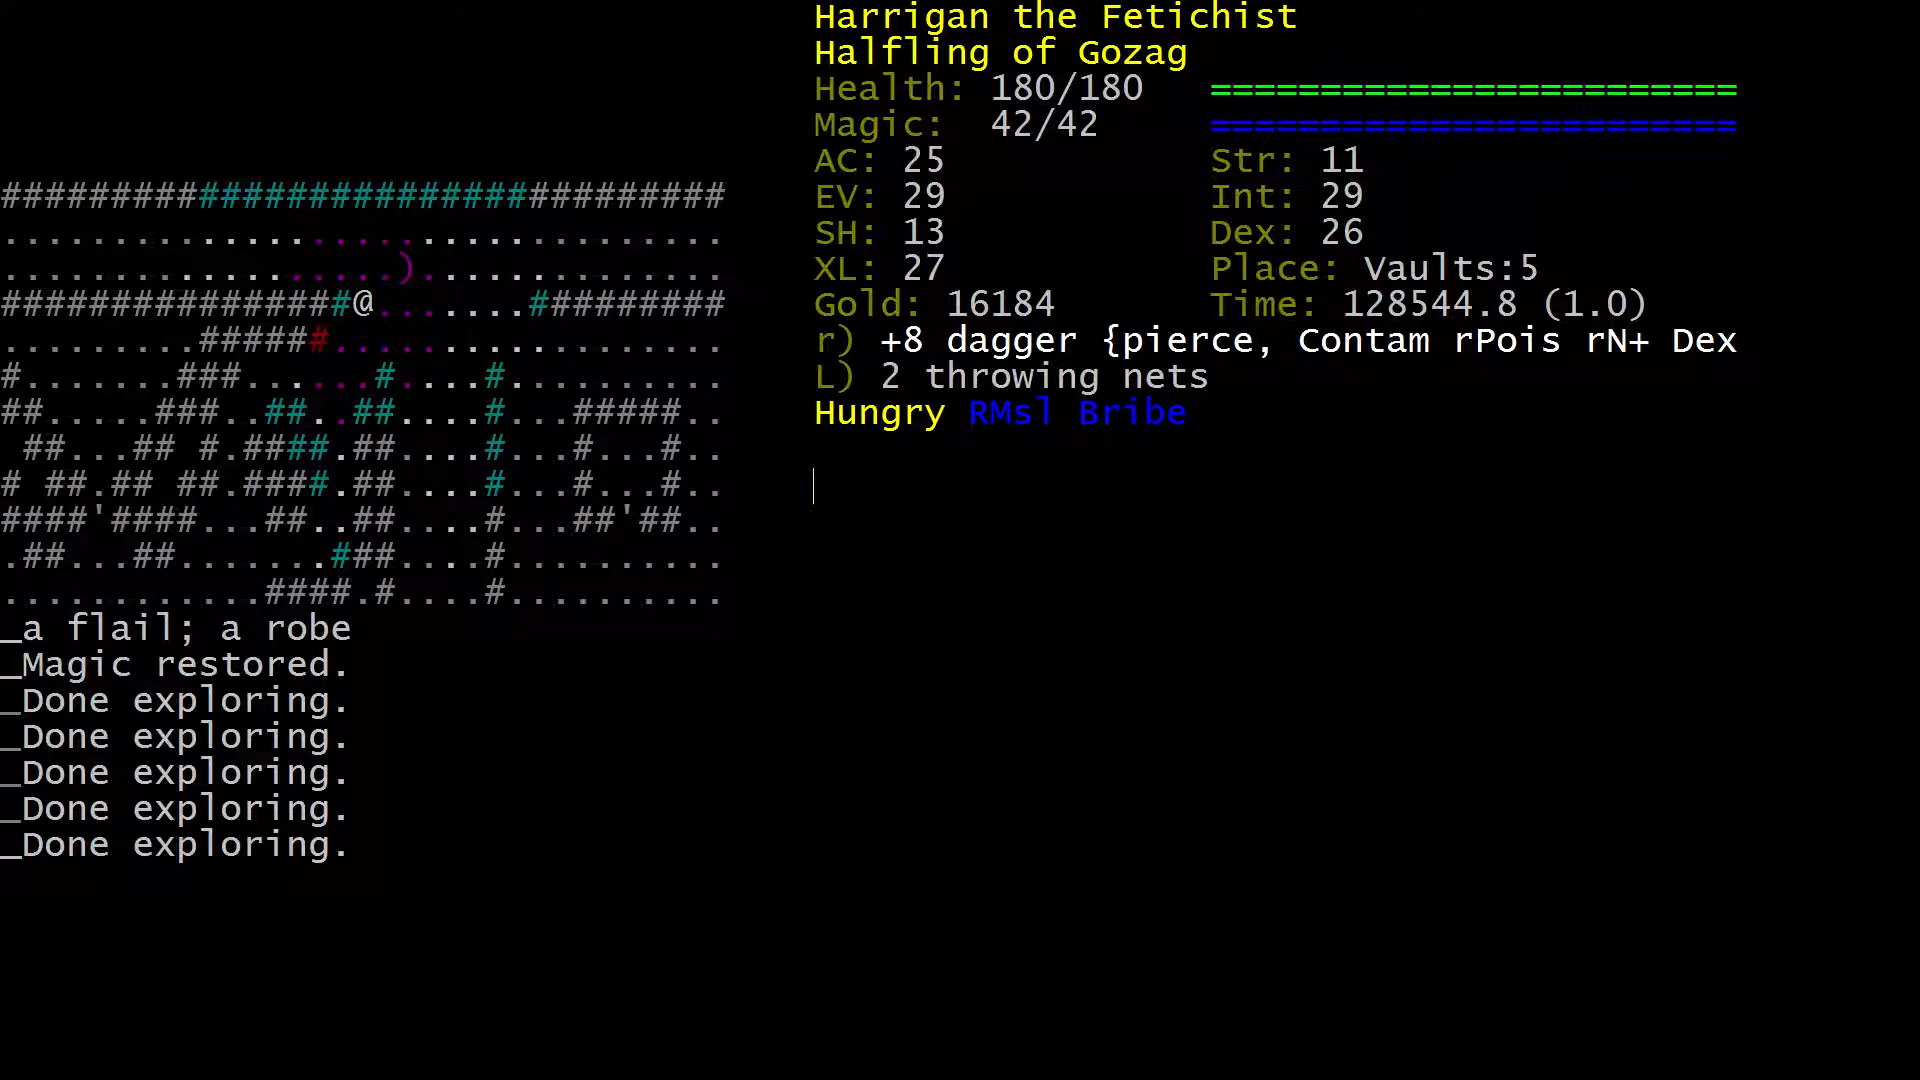 Harrigan the Fetichist
Halfling of Gozag
Health: 180/180 ========================
Magic: 42/42 ========================
AC: 25 Str: 11
EV: 29 Int: 29
SH: 13 Dex: 26
XL: 27 Place: Vaults:5
Gold: 16184 Time: 128544.8 (1.0)
r) +8 dagger {pierce, Contam rPois rN+ Dex
L) 2 throwing nets
Hungry RMsl Bribe
#################################
.................................
..................).............. 
################@.......#########
.........######..................
#.......###......#....#..........
##.....###..##..##....#...#####..
 ##...## #.####.##....#...#...#..
# ##.## ##.####.##....#...#...#..
####'####...##..##....#...##'##..
.##...##.......###....#..........
............####.#....#..........
_a flail; a robe
_Magic restored.
_Done exploring.
_Done exploring.
_Done exploring.
_Done exploring.
_Done exploring.